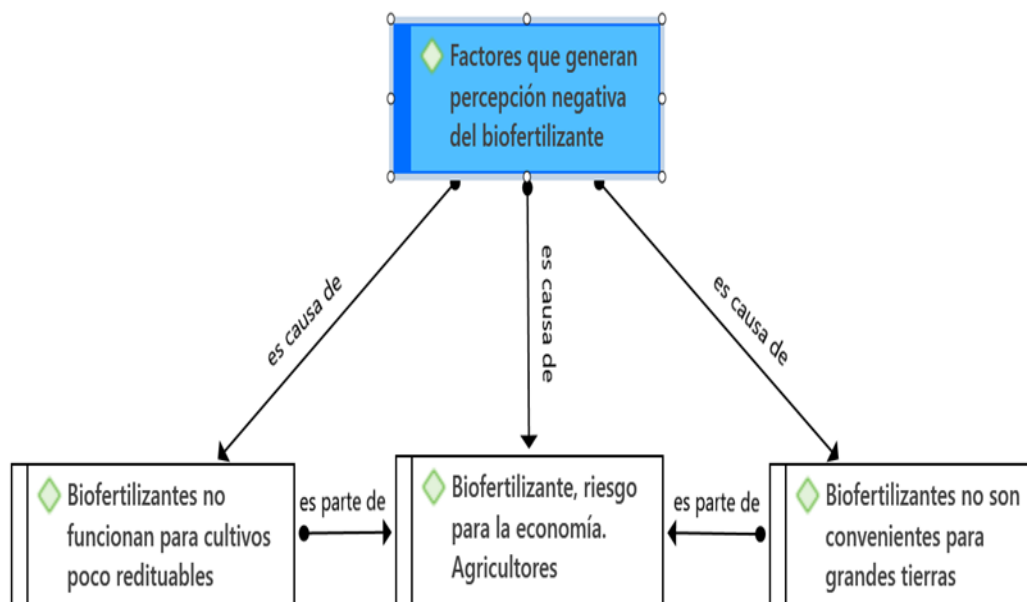 Factores que generan
percepción negativa
del biofertilizante
es causa de
es causa de
es causa de
Biofertilizantes no
funcionan para cultivos
poco redituables
es parte de
Biofertilizante, riesgo
para la economía.
Agricultores
es parte de
Biofertilizantes no son
convenientes para
grandes tierras